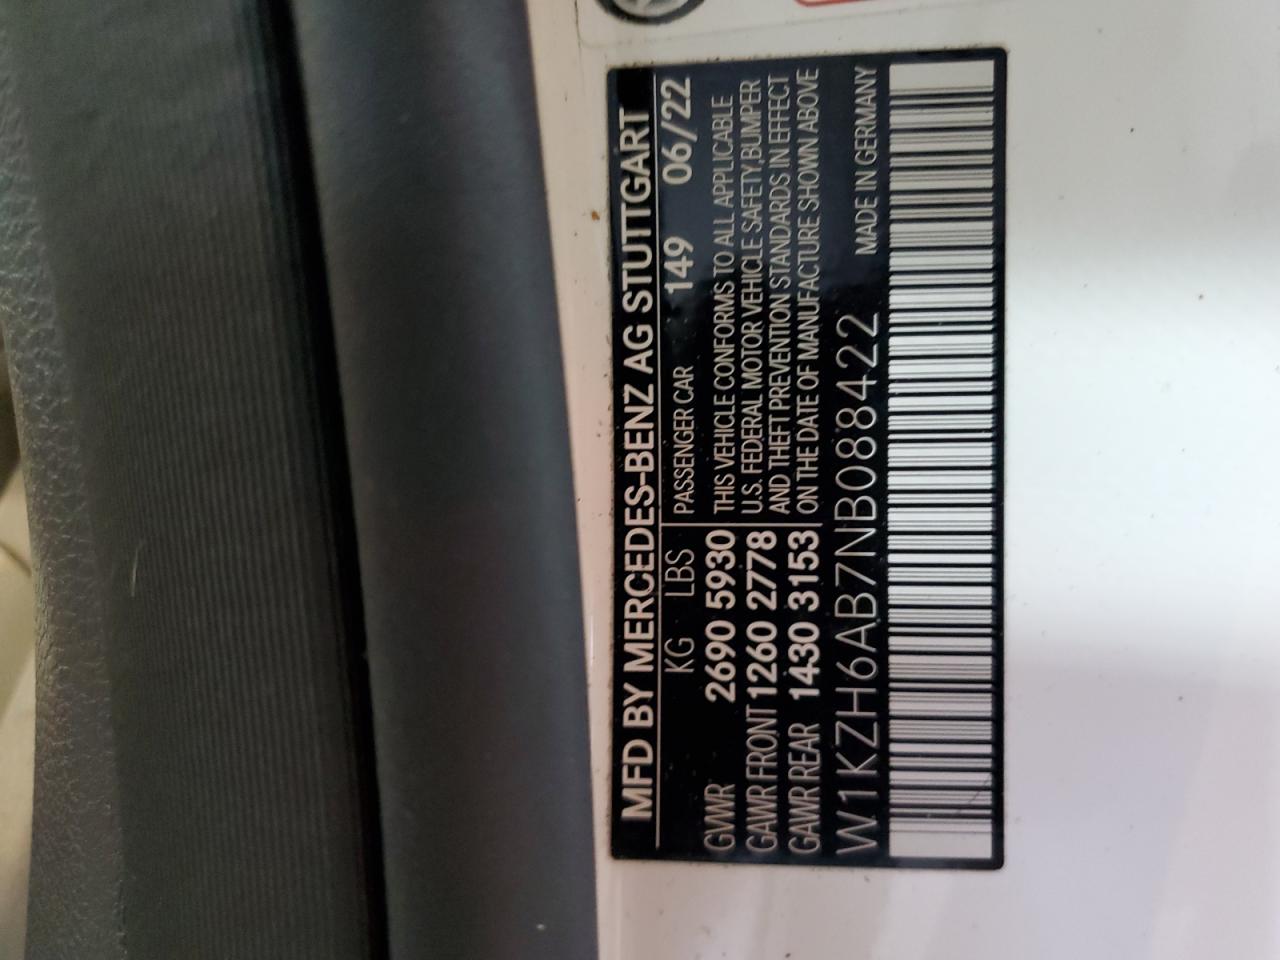 MFD BY MERCEDES-BENZ AG STUTTGART
KG LBS
GVWR 2690 5930
GAWR FRONT 1260 2778
GAWR REAR 1430 3153
PASSENGER CAR 149 06/22
THIS VEHICLE CONFORMS TO ALL APPLICABLE
U.S. FEDERAL MOTOR VEHICLE SAFETY,BUMPER
AND THEFT PREVENTION STANDARDS IN EFFECT
ON THE DATE OF MANUFACTURE SHOWN ABOVE
W1KZH6AB7NB088422 MADE IN GERMANY